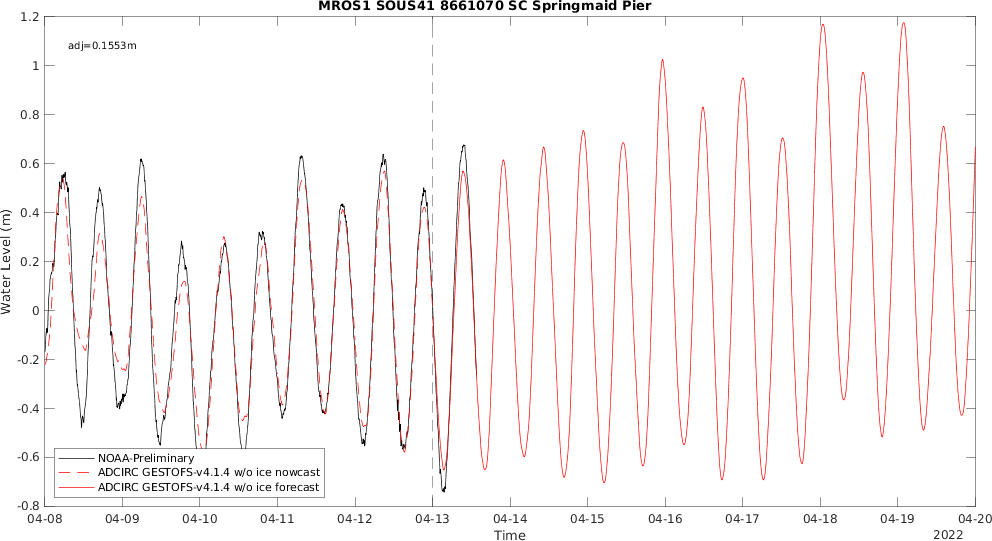 MROS1 SOUS41 8661070 SC Springmaid Pier
adj=0.1553m
1.2
1
0.8
0.6
0.4
0.2
0
-0.2
-0.4
-0.6
-0.8
Water Level (m)
NOAA-Preliminary
ADCIRC GESTOFS-v4.1.4 w/o ice nowcast
ADCIRC GESTOFS-v4.1.4 w/o ice forecast
04-08 04-09 04-10 04-11 04-12 04-13 04-14 04-15 04-16 04-17 04-18 04-19 04-20
Time
2022